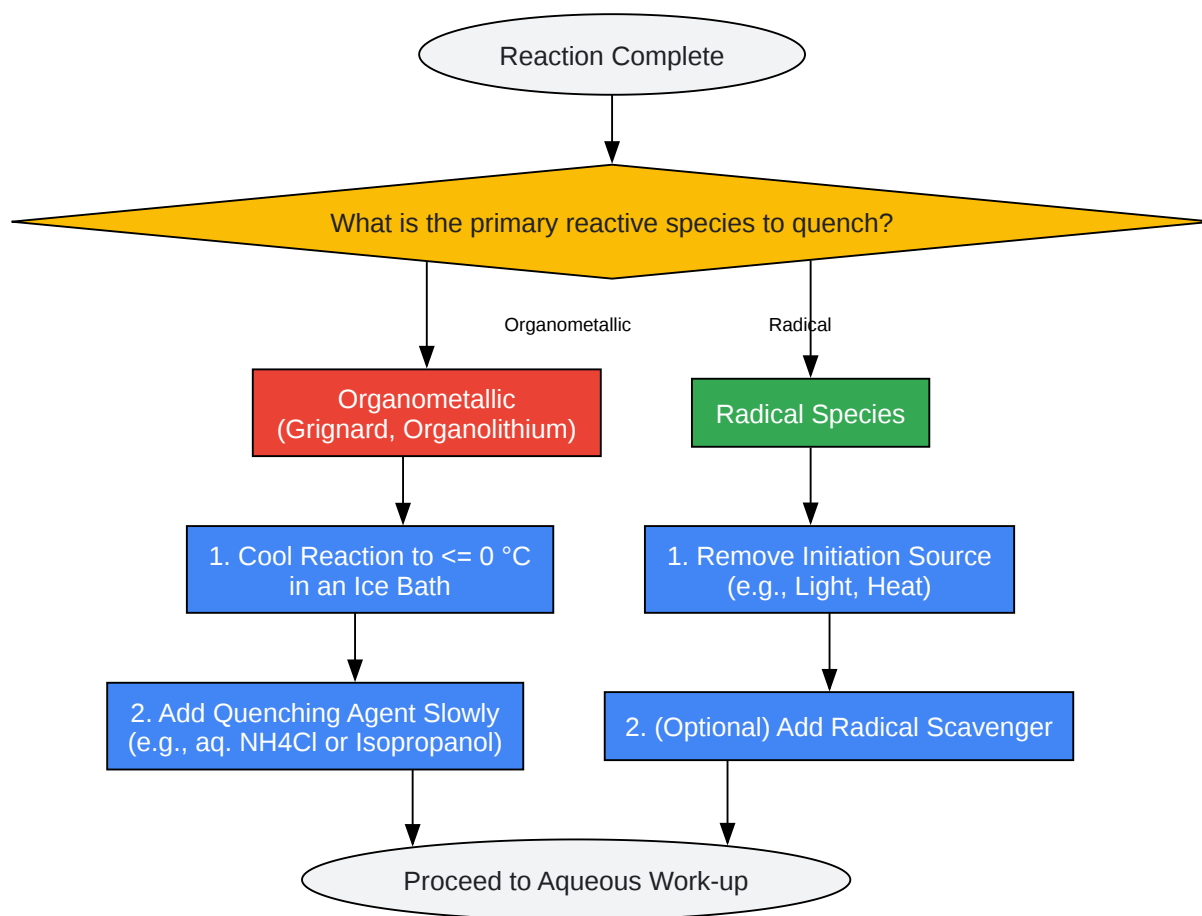 Reaction Complete
What is the primary reactive species to quench?
Organometallic
Radical
Organometallic
(Grignard, Organolithium)
Radical Species
1. Cool Reaction to <= 0 °C
in an Ice Bath
1. Remove Initiation Source
(e.g., Light, Heat)
2. Add Quenching Agent Slowly
(e.g., aq. NH4Cl or Isopropanol)
2. (Optional) Add Radical Scavenger
Proceed to Aqueous Work-up